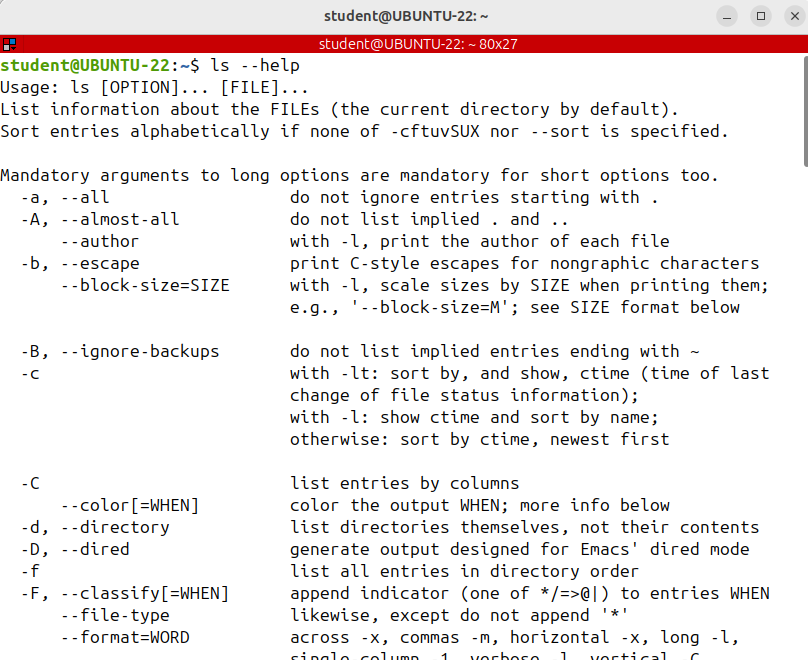 student@UBUNTU-22: ~
student@UBUNTU-22: ~ 80x27
student@UBUNTU-22:~$ ls --help
Usage: ls [OPTION]... [FILE]...
List information about the FILEs (the current directory by default).
Sort entries alphabetically if none of -cftuvSUX nor --sort is specified.

Mandatory arguments to long options are mandatory for short options too.
  -a, --all                  do not ignore entries starting with .
  -A, --almost-all           do not list implied . and ..
      --author               with -l, print the author of each file
  -b, --escape               print C-style escapes for nongraphic characters
      --block-size=SIZE      with -l, scale sizes by SIZE when printing them;
                             e.g., '--block-size=M'; see SIZE format below

  -B, --ignore-backups       do not list implied entries ending with ~
  -c                         with -lt: sort by, and show, ctime (time of last
                             change of file status information);
                             with -l: show ctime and sort by name;
                             otherwise: sort by ctime, newest first

  -C                         list entries by columns
      --color[=WHEN]         color the output WHEN; more info below
  -d, --directory            list directories themselves, not their contents
  -D, --dired                generate output designed for Emacs' dired mode
  -f                         list all entries in directory order
  -F, --classify[=WHEN]      append indicator (one of */=>@|) to entries WHEN
      --file-type            likewise, except do not append '*'
      --format=WORD          across -x, commas -m, horizontal -x, long -l,
                             single-column -1, verbose -l, vertical -C